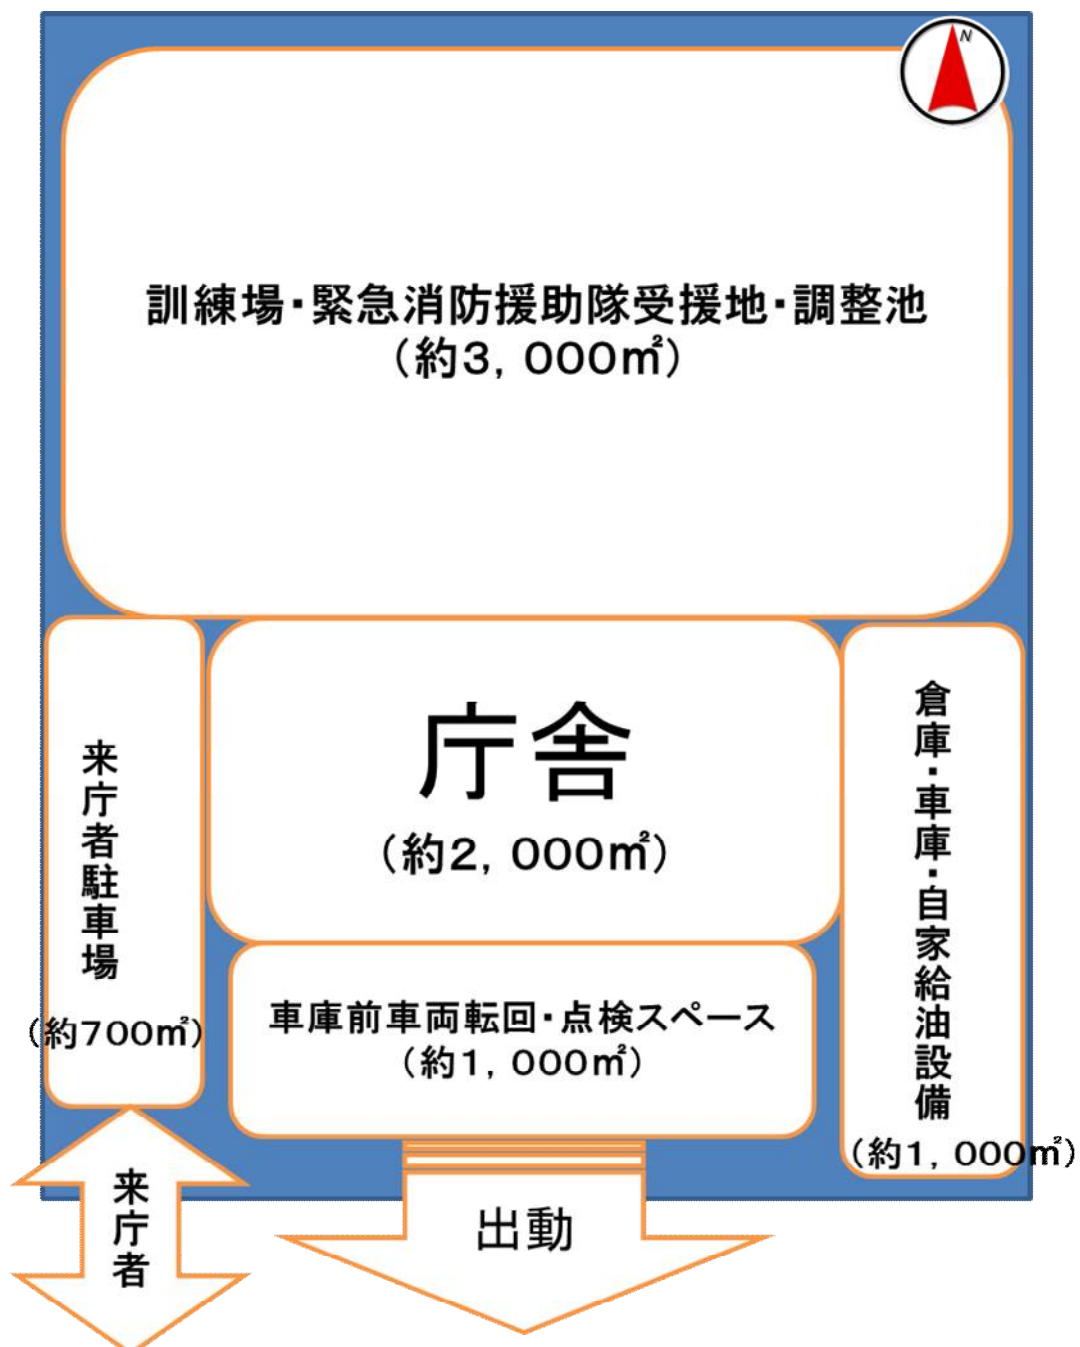 N
訓練場・緊急消防援助隊受援地・調整池
（約3，000㎡）
庁舎
（約2，000㎡）
来庁者駐車場
（約700㎡）
倉庫・車庫・自家給油設備
（約1，000㎡）
車庫前車両転回・点検スペース
（約1，000㎡）
来庁者
出動